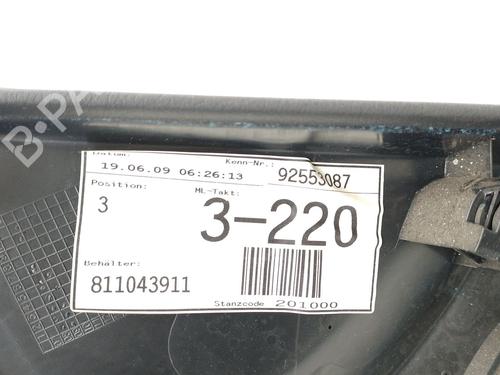 Datum:
19.06.09 06:26:13
Kenn-Nr.:
92553087
Position:
3
ML-Takt:
3-220
Behälter:
811043911
Stanzcode 201000
B-PA